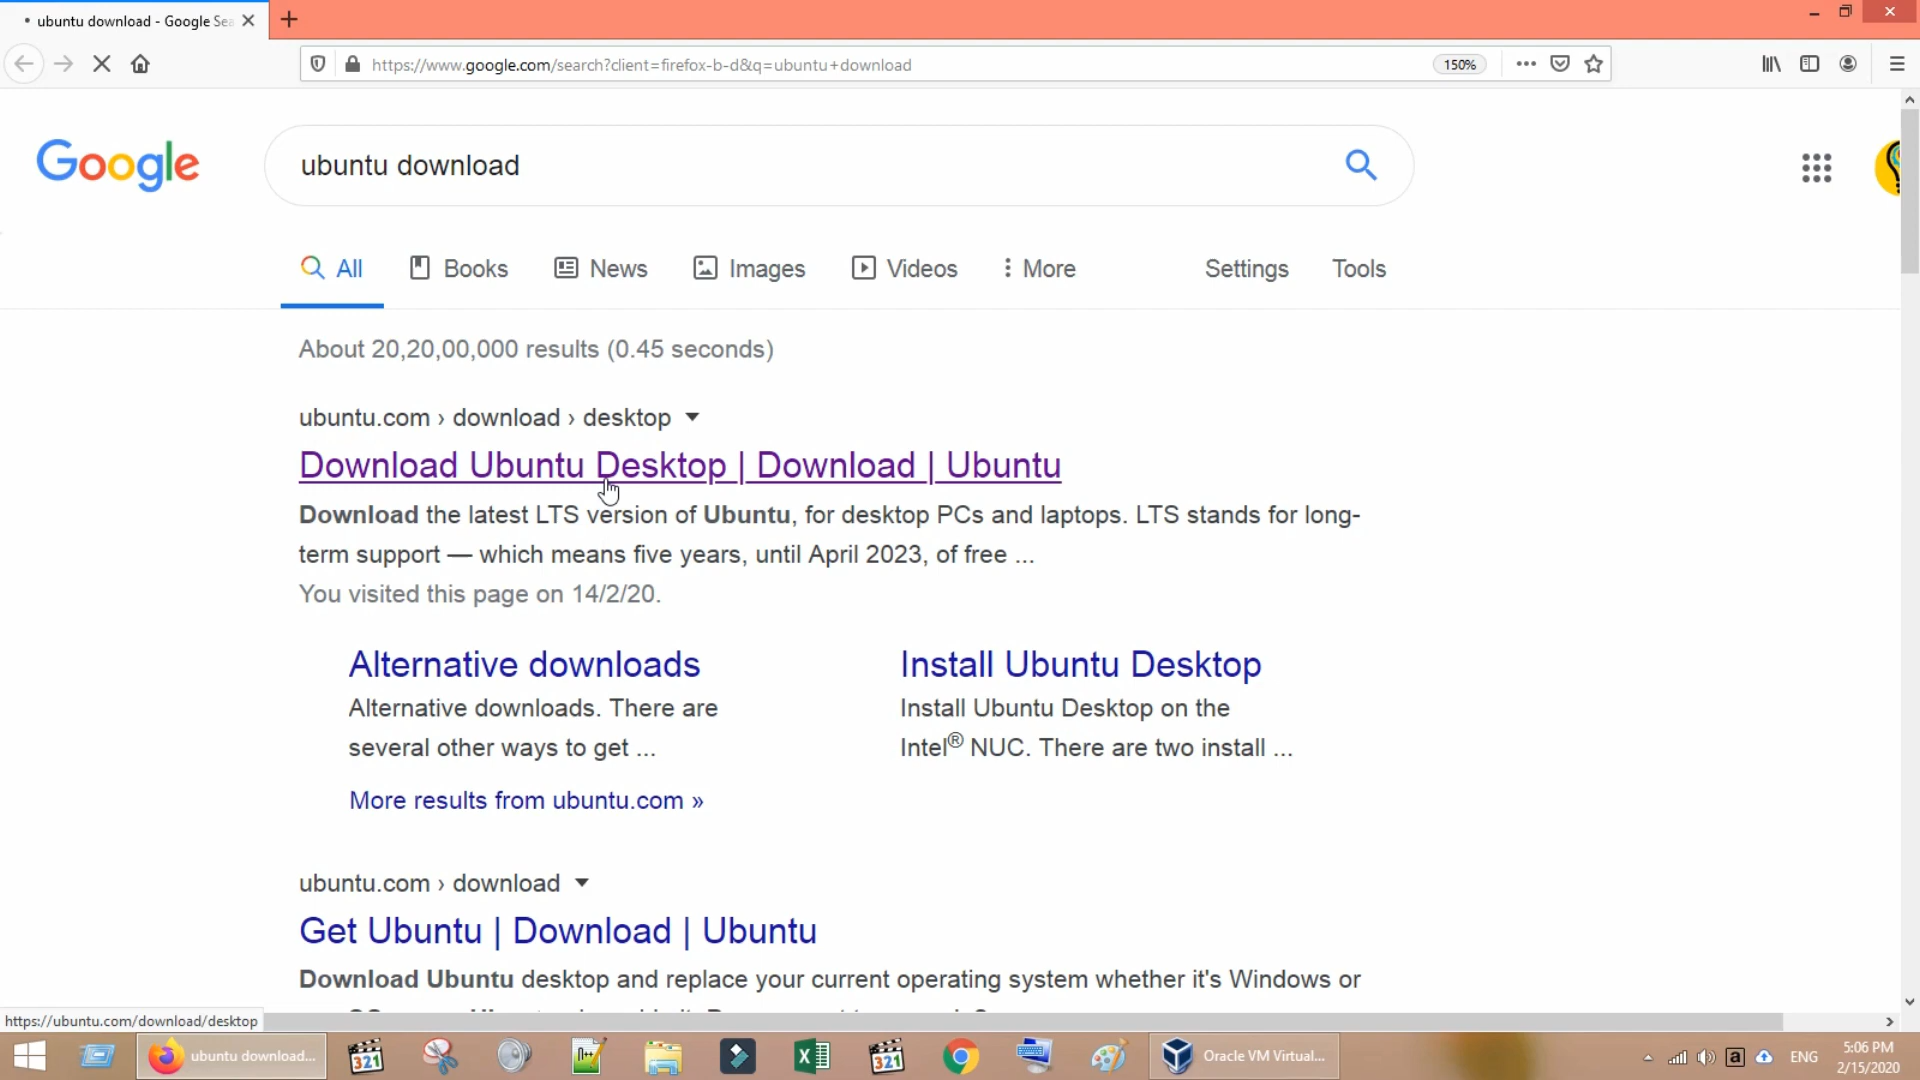 ubuntu download - Google Sea
https://www.google.com/search?client=firefox-b-d&q=ubuntu+download
150%
Google
ubuntu download
All
Books
News
Images
Videos
More
Settings
Tools
About 20,20,00,000 results (0.45 seconds)
ubuntu.com › download › desktop
Download Ubuntu Desktop | Download | Ubuntu
Download the latest LTS version of Ubuntu, for desktop PCs and laptops. LTS stands for long-
term support — which means five years, until April 2023, of free ...
You visited this page on 14/2/20.
Alternative downloads
Alternative downloads. There are
several other ways to get ...
Install Ubuntu Desktop
Install Ubuntu Desktop on the
Intel® NUC. There are two install ...
More results from ubuntu.com »
ubuntu.com › download
Get Ubuntu | Download | Ubuntu
Download Ubuntu desktop and replace your current operating system whether it's Windows or
https://ubuntu.com/download/desktop
ubuntu download...
321
n++
321
Oracle VM Virtual...
a
ENG
5:06 PM
2/15/2020